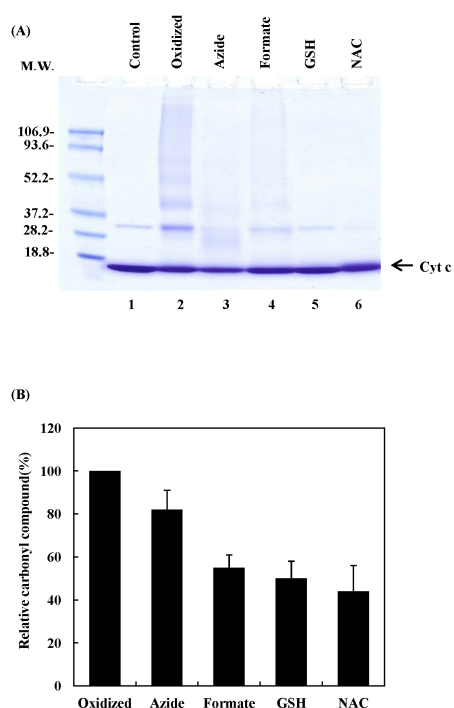 (A)
Control
Oxidized
Azide
Formate
GSH
NAC
M.W.
106.9-
93.6-
52.2-
37.2-
28.2-
18.8-
Cyt c
1 2 3 4 5 6
(B)
Relative carbonyl compound(%)
120
100
80
60
40
20
0
Oxidized Azide Formate GSH NAC